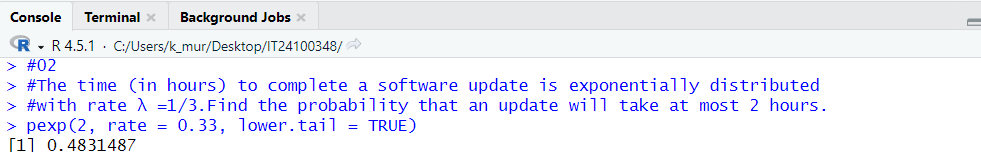 Console Terminal × Background Jobs ×
R R 4.5.1 · C:/Users/k_mur/Desktop/IT24100348/
> #02
> #The time (in hours) to complete a software update is exponentially distributed
> #with rate λ =1/3.Find the probability that an update will take at most 2 hours.
> pexp(2, rate = 0.33, lower.tail = TRUE)
[1] 0.4831487